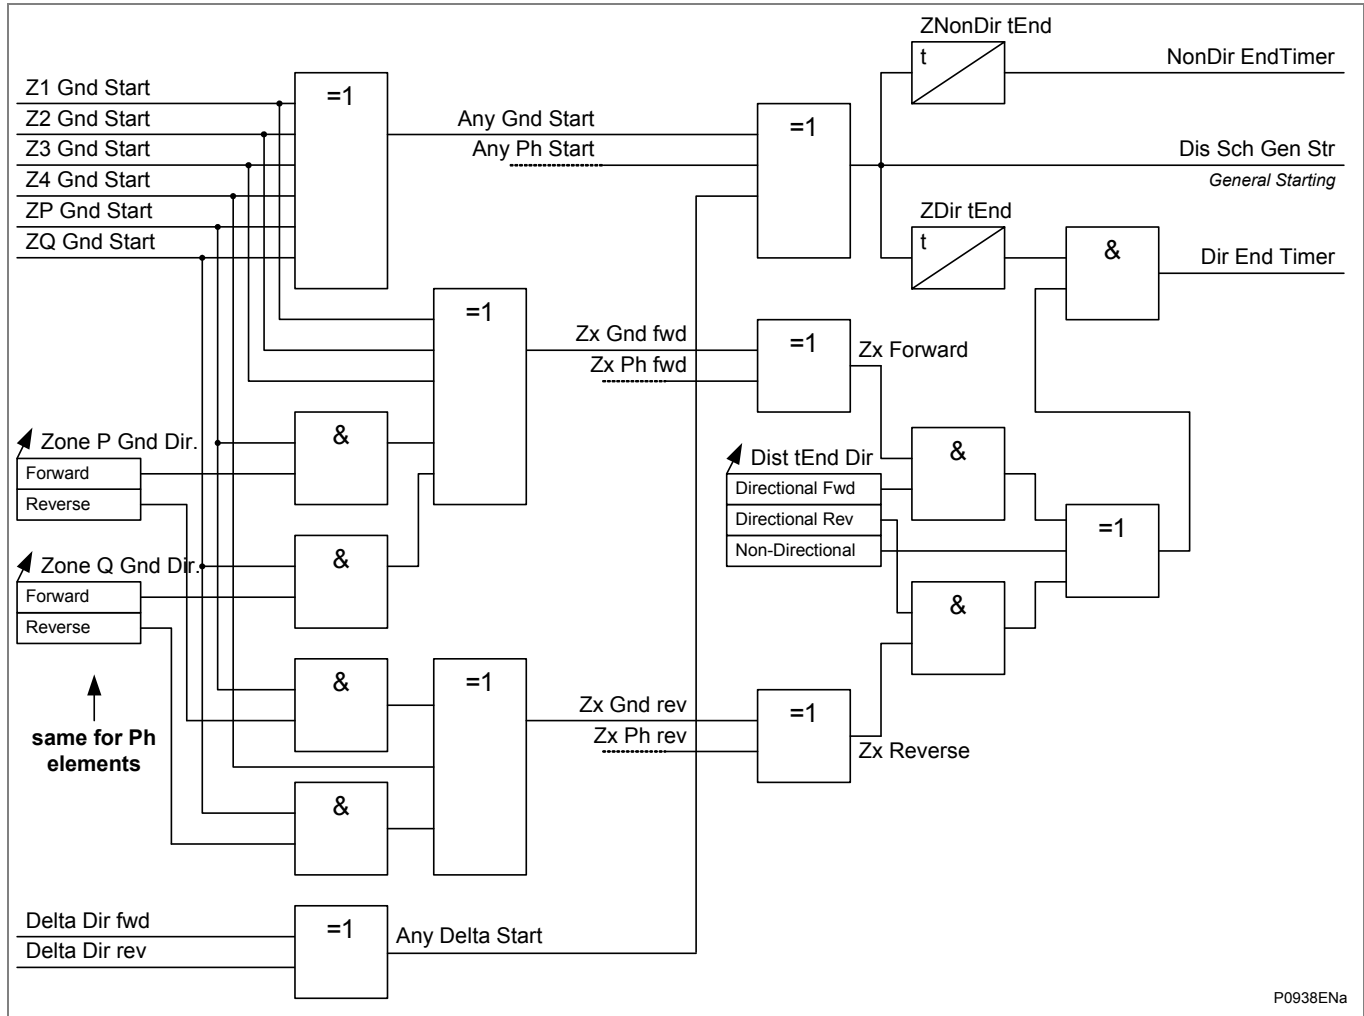 ZNonDir tEnd
t
NonDir EndTimer
Z1 Gnd Start
Z2 Gnd Start
Z3 Gnd Start
Z4 Gnd Start
ZP Gnd Start
ZQ Gnd Start
=1
Any Gnd Start
Any Ph Start
=1
Dis Sch Gen Str
General Starting
ZDir tEnd
t
&
Dir End Timer
=1
Zx Gnd fwd
Zx Ph fwd
=1
Zx Forward
Zone P Gnd Dir.
Forward
Reverse
&
Dist tEnd Dir
Directional Fwd
Directional Rev
Non-Directional
&
=1
Zone Q Gnd Dir.
Forward
Reverse
&
&
same for Ph
elements
&
=1
Zx Gnd rev
Zx Ph rev
=1
Zx Reverse
&
Delta Dir fwd
Delta Dir rev
=1
Any Delta Start
P0938ENa